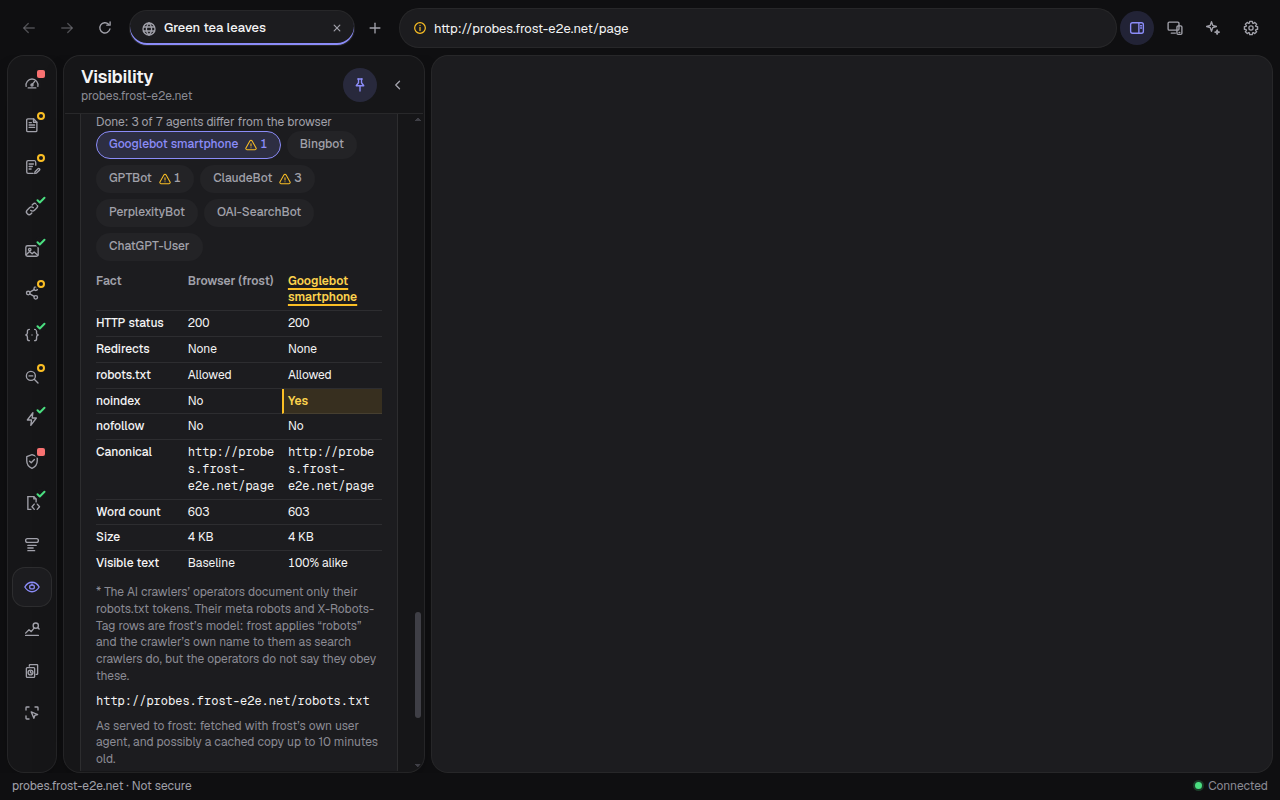 Green tea leaves
http://probes.frost-e2e.net/page
Visibility
probes.frost-e2e.net
Done: 3 of 7 agents differ from the browser
Googlebot smartphone 1
Bingbot
GPTBot 1
ClaudeBot 3
PerplexityBot
OAI-SearchBot
ChatGPT-User
Fact Browser (frost) Googlebot
smartphone
HTTP status 200 200
Redirects None None
robots.txt Allowed Allowed
noindex No Yes
nofollow No No
Canonical http://probe http://probe
s.frost- s.frost-
e2e.net/page e2e.net/page
Word count 603 603
Size 4 KB 4 KB
Visible text Baseline 100% alike
* The AI crawlers' operators document only their
robots.txt tokens. Their meta robots and X-Robots-
Tag rows are frost's model: frost applies “robots”
and the crawler's own name to them as search
crawlers do, but the operators do not say they obey
these.
http://probes.frost-e2e.net/robots.txt
As served to frost: fetched with frost's own user
agent, and possibly a cached copy up to 10 minutes
old.
probes.frost-e2e.net · Not secure
Connected